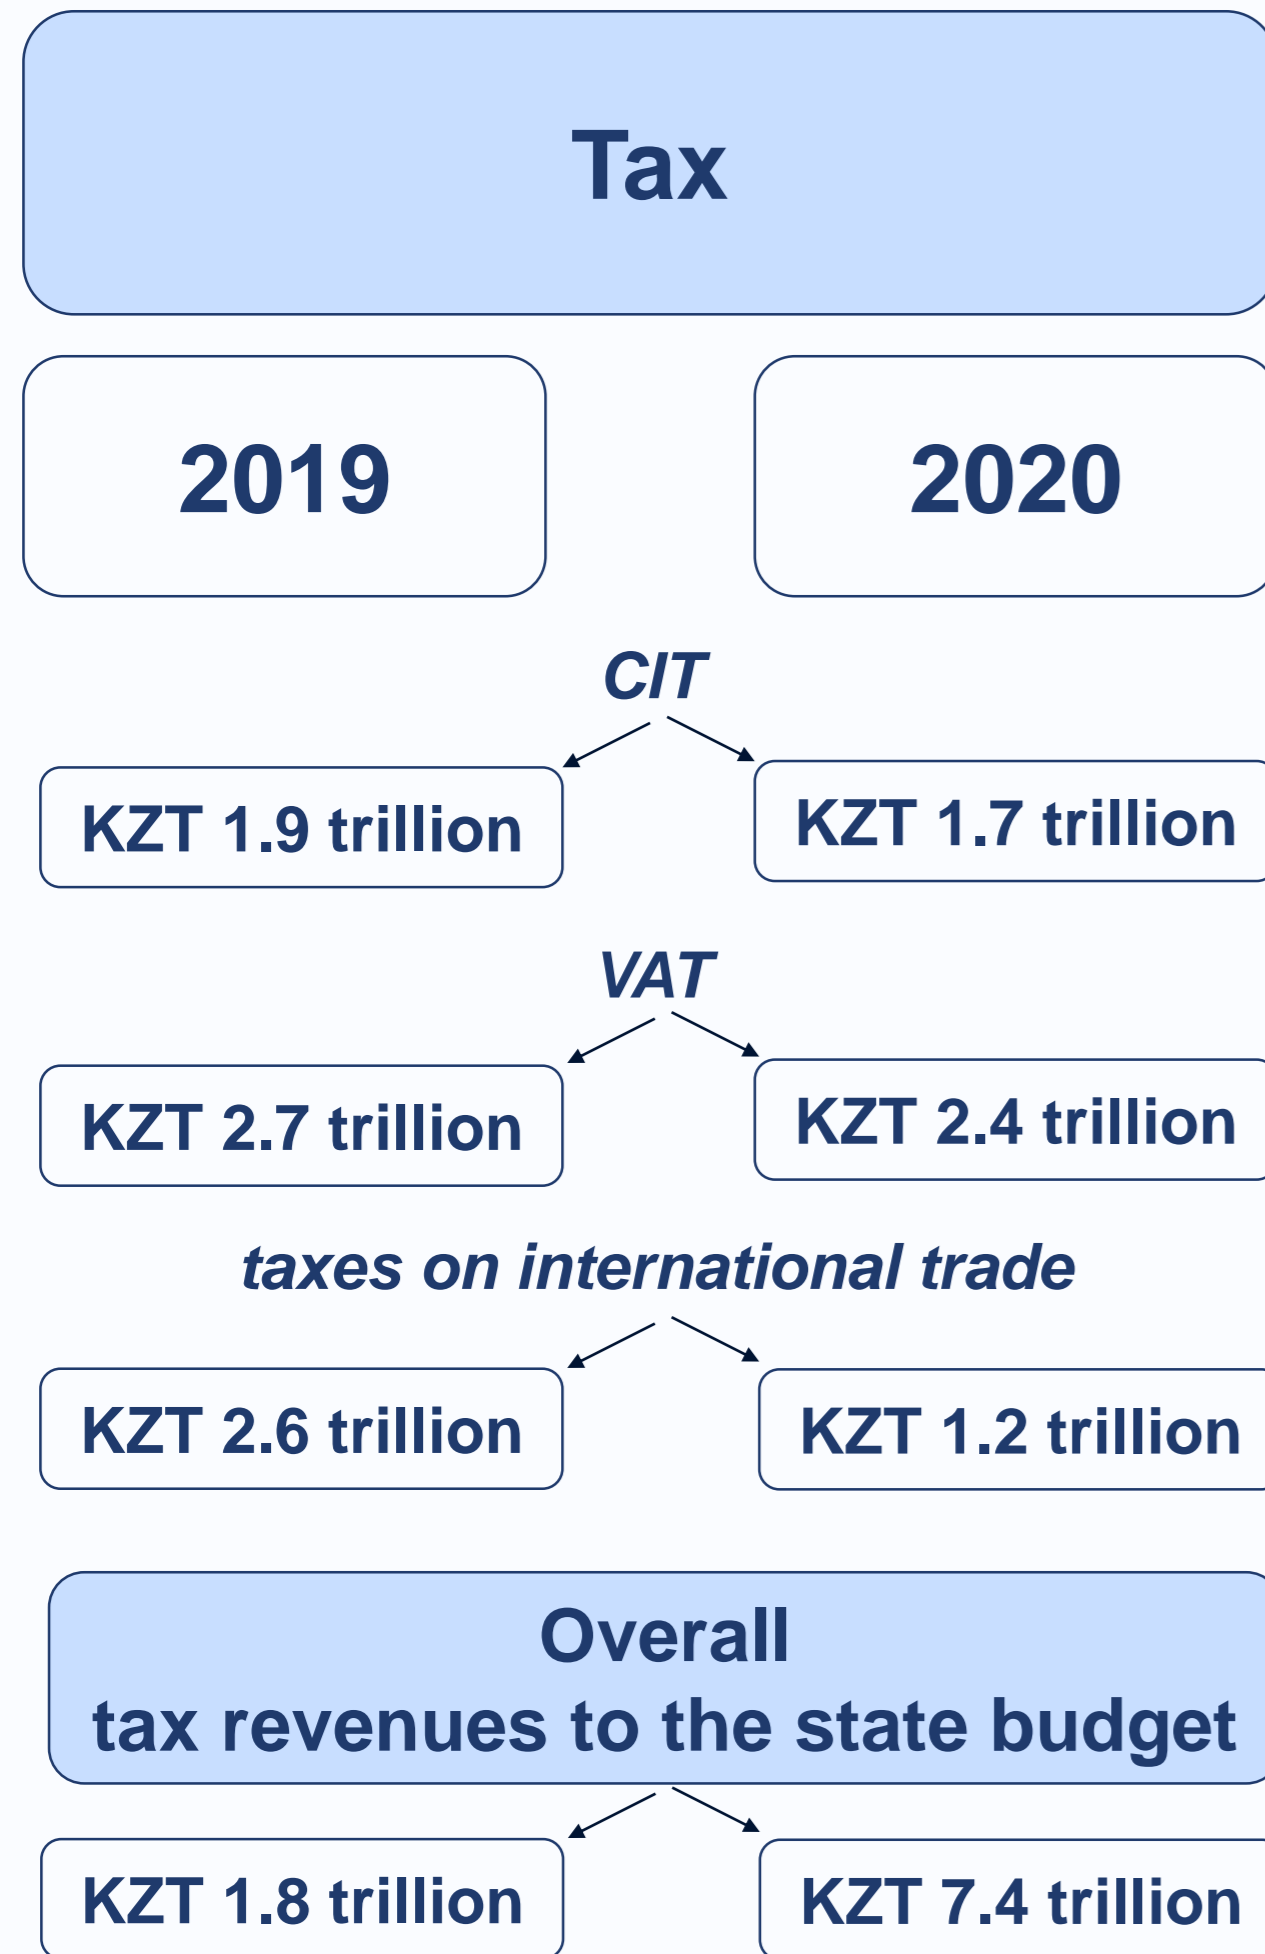 Tax
2019
2020
CIT
KZT 1.9 trillion
KZT 1.7 trillion
VAT
KZT 2.7 trillion
KZT 2.4 trillion
taxes on international trade
KZT 2.6 trillion
KZT 1.2 trillion
Overall
tax revenues to the state budget
KZT 1.8 trillion
KZT 7.4 trillion